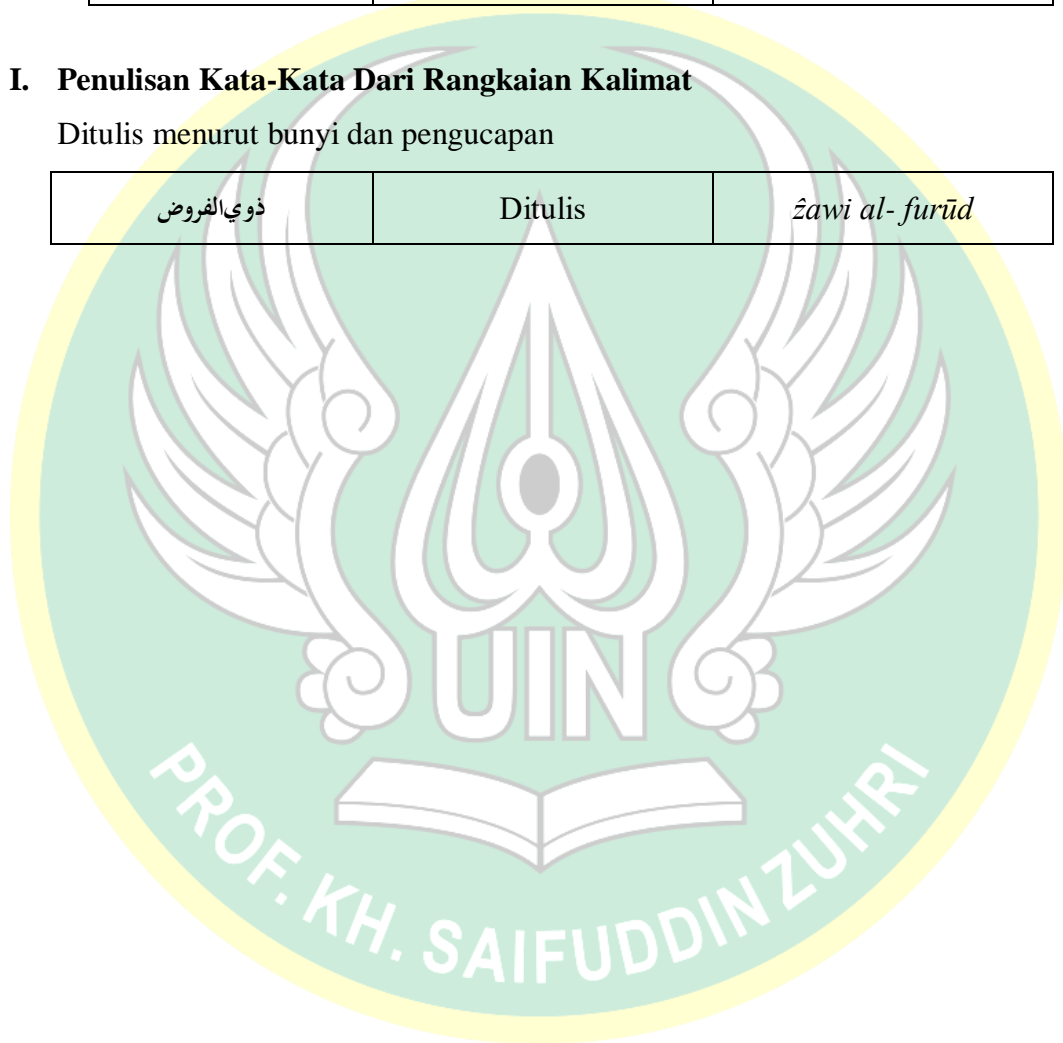 I. Penulisan Kata-Kata Dari Rangkaian Kalimat
Ditulis menurut bunyi dan pengucapan
ذوي‌الفروض Ditulis ẑawi al- furūd
UIN
PROF. KH. SAIFUDDIN ZUHRI